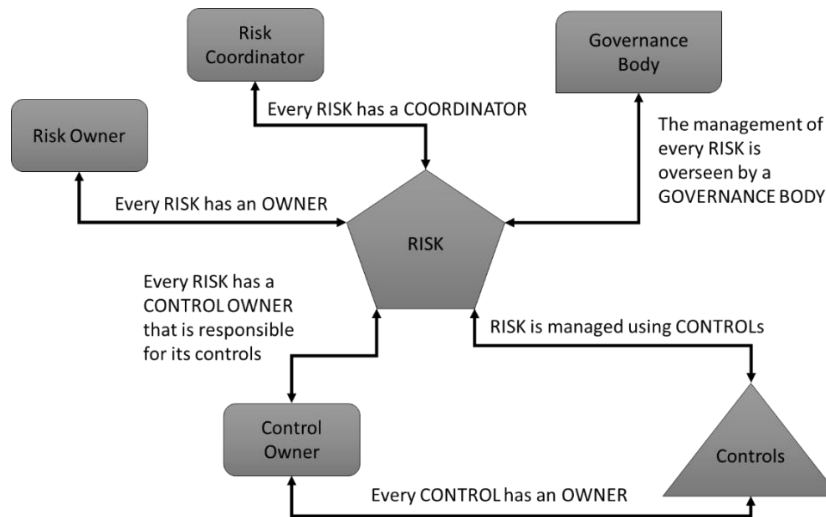 Risk
Coordinator
Governance
Body
Every RISK has a COORDINATOR
Risk Owner
The management of
every RISK is
overseen by a
GOVERNANCE BODY
Every RISK has an OWNER
RISK
Every RISK has a
CONTROL OWNER
that is responsible
for its controls
RISK is managed using CONTROLs
Control
Owner
Controls
Every CONTROL has an OWNER